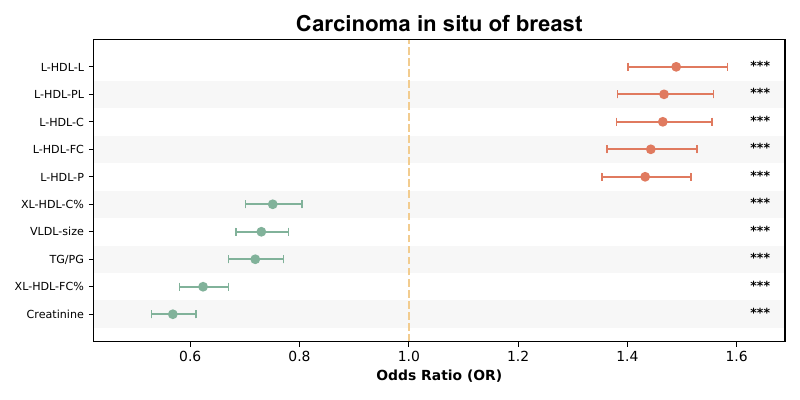 Carcinoma in situ of breast
L-HDL-L ***
L-HDL-PL ***
L-HDL-C ***
L-HDL-FC ***
L-HDL-P ***
XL-HDL-C% ***
VLDL-size ***
TG/PG ***
XL-HDL-FC% ***
Creatinine ***
0.6 0.8 1.0 1.2 1.4 1.6
Odds Ratio (OR)